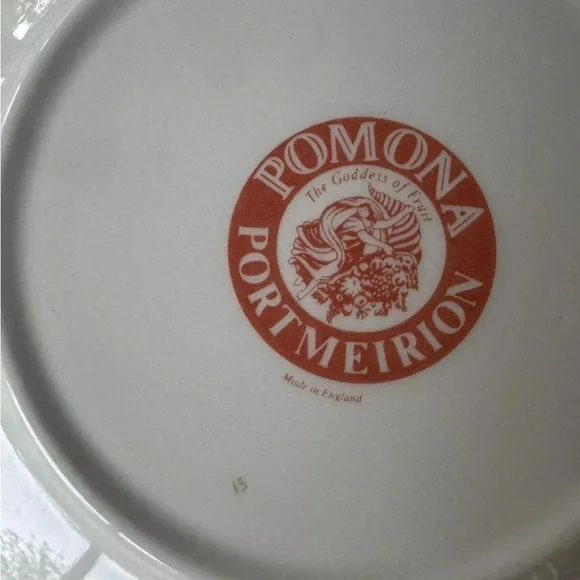 POMONA
The Goddess of Fruit
PORTMEIRION
Made in England
15